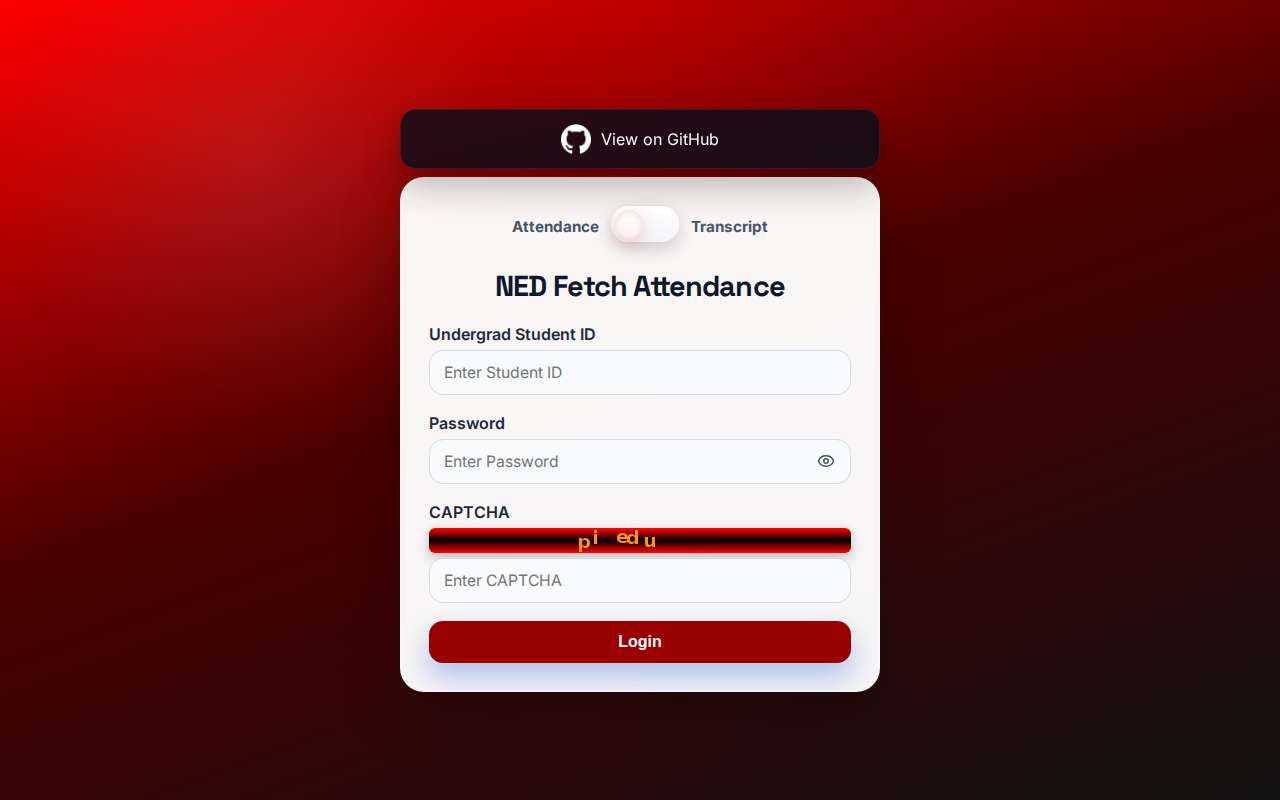 View on GitHub
Attendance Transcript
NED Fetch Attendance
Undergrad Student ID
Enter Student ID
Password
Enter Password
CAPTCHA
pi edu
Enter CAPTCHA
Login